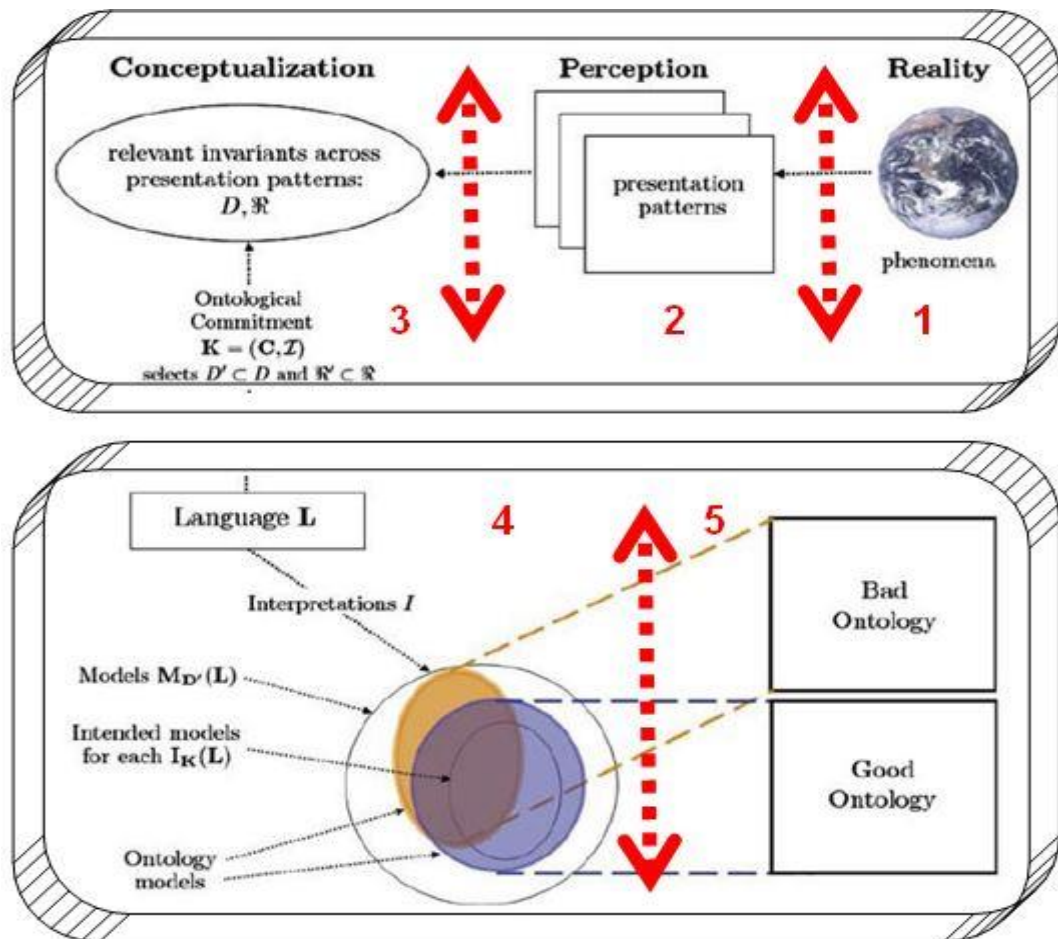 Conceptualization
Perception
Reality
relevant invariants across
presentation patterns:
D, ℜ
presentation
patterns
phenomena
Ontological
Commitment
K = (C, I)
selects D′ ⊂ D and ℜ′ ⊂ ℜ
3
2
1
Language L
4
5
Interpretations I
Bad
Ontology
Models M_D′(L)
Intended models
for each I_K(L)
Good
Ontology
Ontology
models